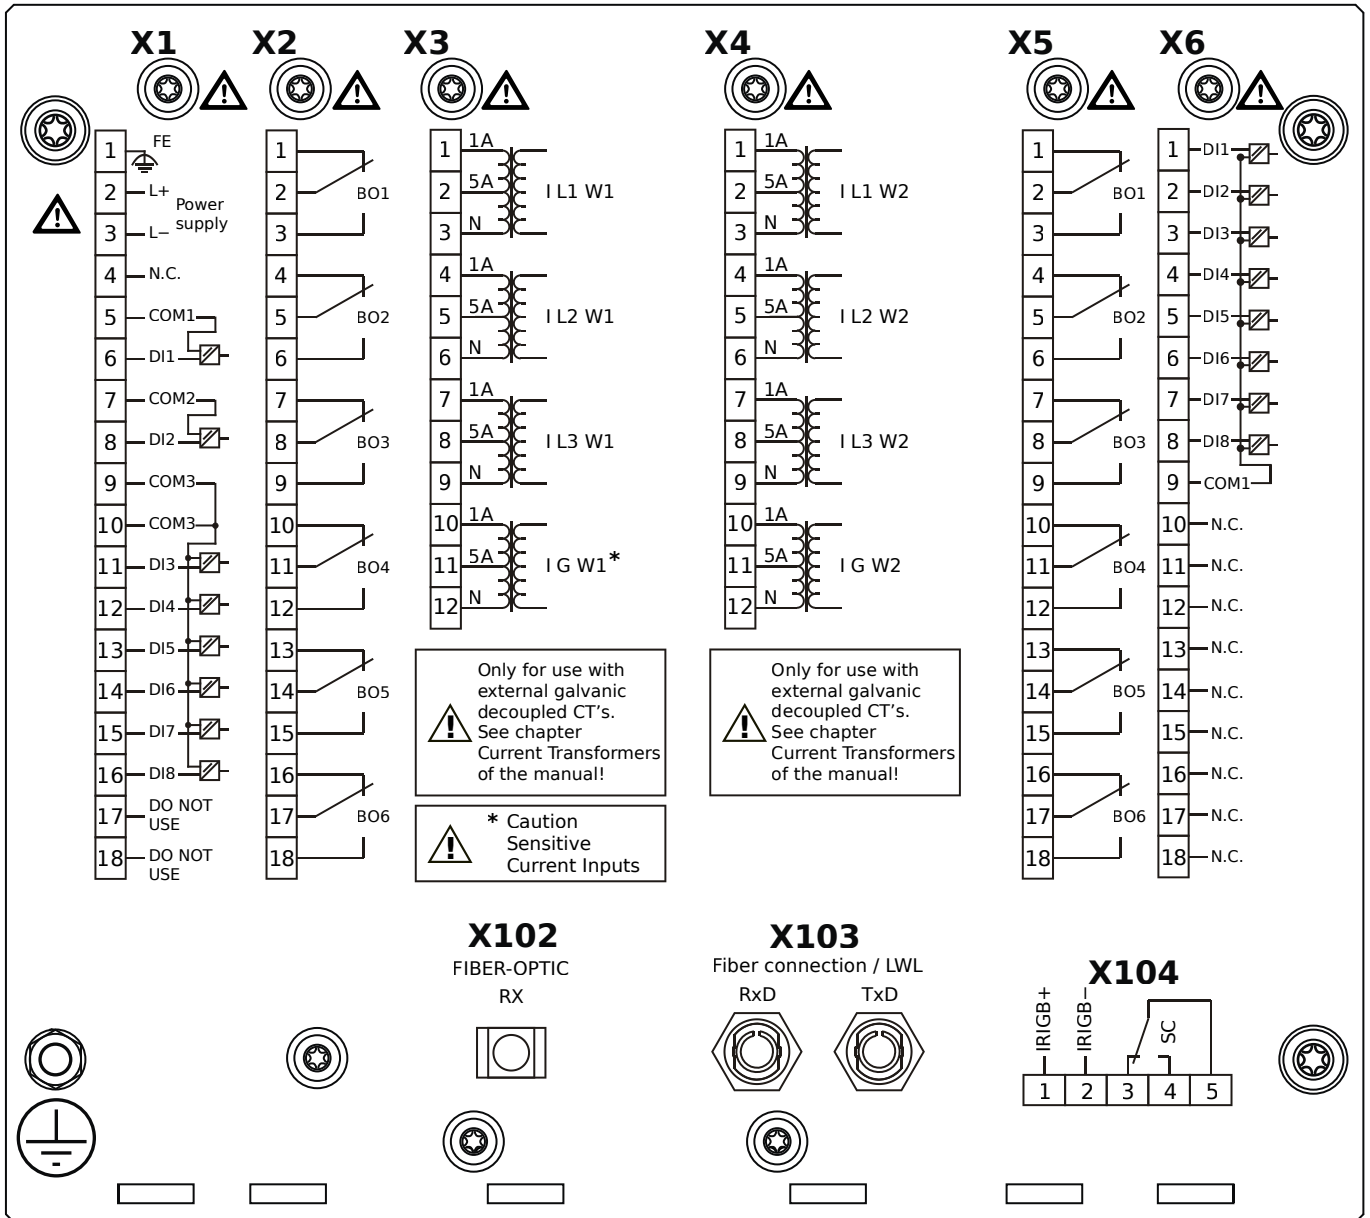 X1 X2 X3 X4 X5 X6
1 FE
2 L+
Power
supply
3 L−
4 N.C.
5 COM1
6 DI1
7 COM2
8 DI2
9 COM3
10 COM3
11 DI3
12 DI4
13 DI5
14 DI6
15 DI7
16 DI8
17 DO NOT
USE
18 DO NOT
USE
1
2 BO1
3
4
5 BO2
6
7
8 BO3
9
10
11 BO4
12
13
14 BO5
15
16
17 BO6
18
1 1A
2 5A I L1 W1
3 N
4 1A
5 5A I L2 W1
6 N
7 1A
8 5A I L3 W1
9 N
10 1A
11 5A I G W1*
12 N
Only for use with
external galvanic
decoupled CT's.
See chapter
Current Transformers
of the manual!
* Caution
Sensitive
Current Inputs
1 1A
2 5A I L1 W2
3 N
4 1A
5 5A I L2 W2
6 N
7 1A
8 5A I L3 W2
9 N
10 1A
11 5A I G W2
12 N
Only for use with
external galvanic
decoupled CT's.
See chapter
Current Transformers
of the manual!
1
2 BO1
3
4
5 BO2
6
7
8 BO3
9
10
11 BO4
12
13
14 BO5
15
16
17 BO6
18
1 DI1
2 DI2
3 DI3
4 DI4
5 DI5
6 DI6
7 DI7
8 DI8
9 COM1
10 N.C.
11 N.C.
12 N.C.
13 N.C.
14 N.C.
15 N.C.
16 N.C.
17 N.C.
18 N.C.
X102
FIBER-OPTIC
RX
X103
Fiber connection / LWL
RxD TxD
X104
IRIGB+
IRIGB−
SC
1 2 3 4 5